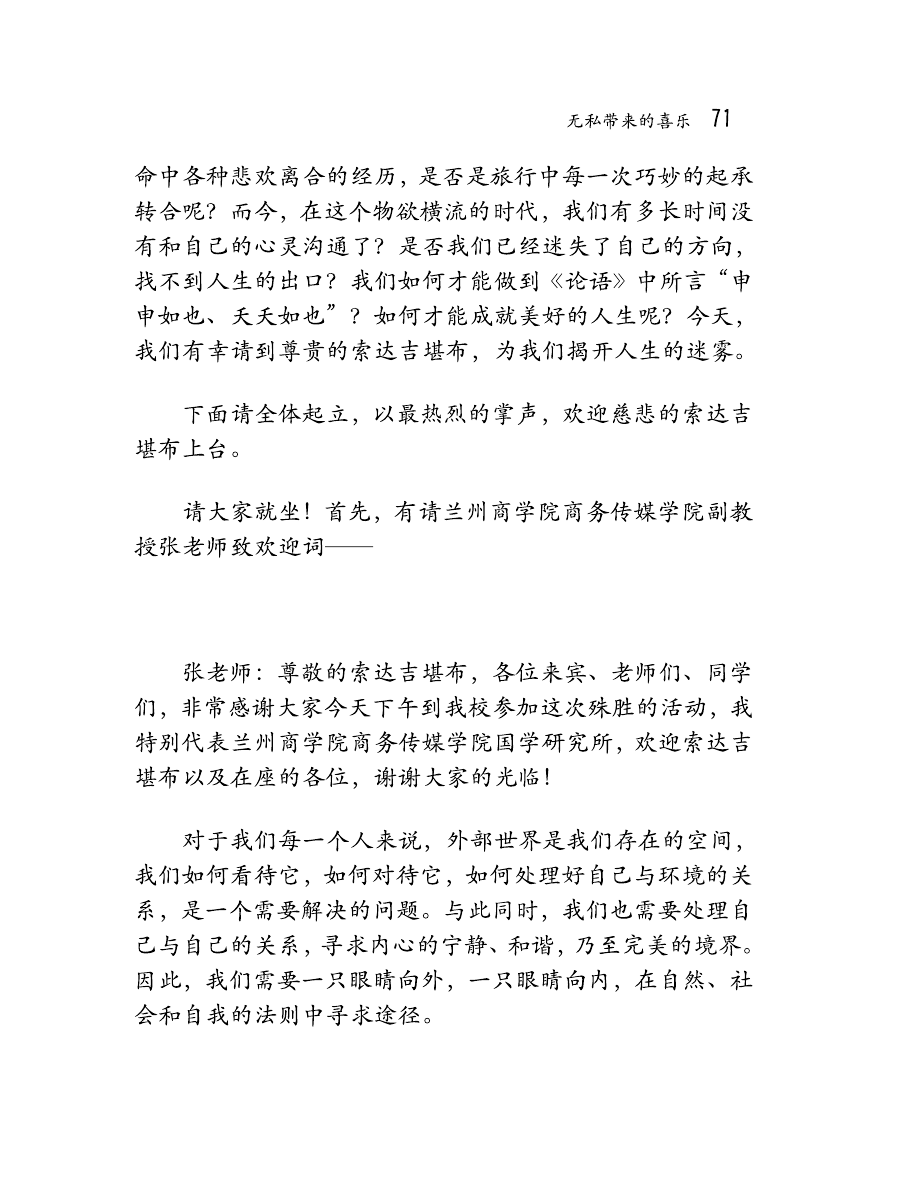 无私带来的喜乐 71
命中各种悲欢离合的经历，是否是旅行中每一次巧妙的起承
转合呢？而今，在这个物欲横流的时代，我们有多长时间没
有和自己的心灵沟通了？是否我们已经迷失了自己的方向，
找不到人生的出口？我们如何才能做到《论语》中所言“申
申如也、天天如也”？如何才能成就美好的人生呢？今天，
我们有幸请到尊贵的索达吉堪布，为我们揭开人生的迷雾。
下面请全体起立，以最热烈的掌声，欢迎慈悲的索达吉
堪布上台。
请大家就坐！首先，有请兰州商学院商务传媒学院副教
授张老师致欢迎词——
张老师：尊敬的索达吉堪布，各位来宾、老师们、同学
们，非常感谢大家今天下午到我校参加这次殊胜的活动，我
特别代表兰州商学院商务传媒学院国学研究所，欢迎索达吉
堪布以及在座的各位，谢谢大家的光临！
对于我们每一个人来说，外部世界是我们存在的空间，
我们如何看待它，如何对待它，如何处理好自己与环境的关
系，是一个需要解决的问题。与此同时，我们也需要处理自
己与自己的关系，寻求内心的宁静、和谐，乃至完美的境界。
因此，我们需要一只眼睛向外，一只眼睛向内，在自然、社
会和自我的法则中寻求途径。